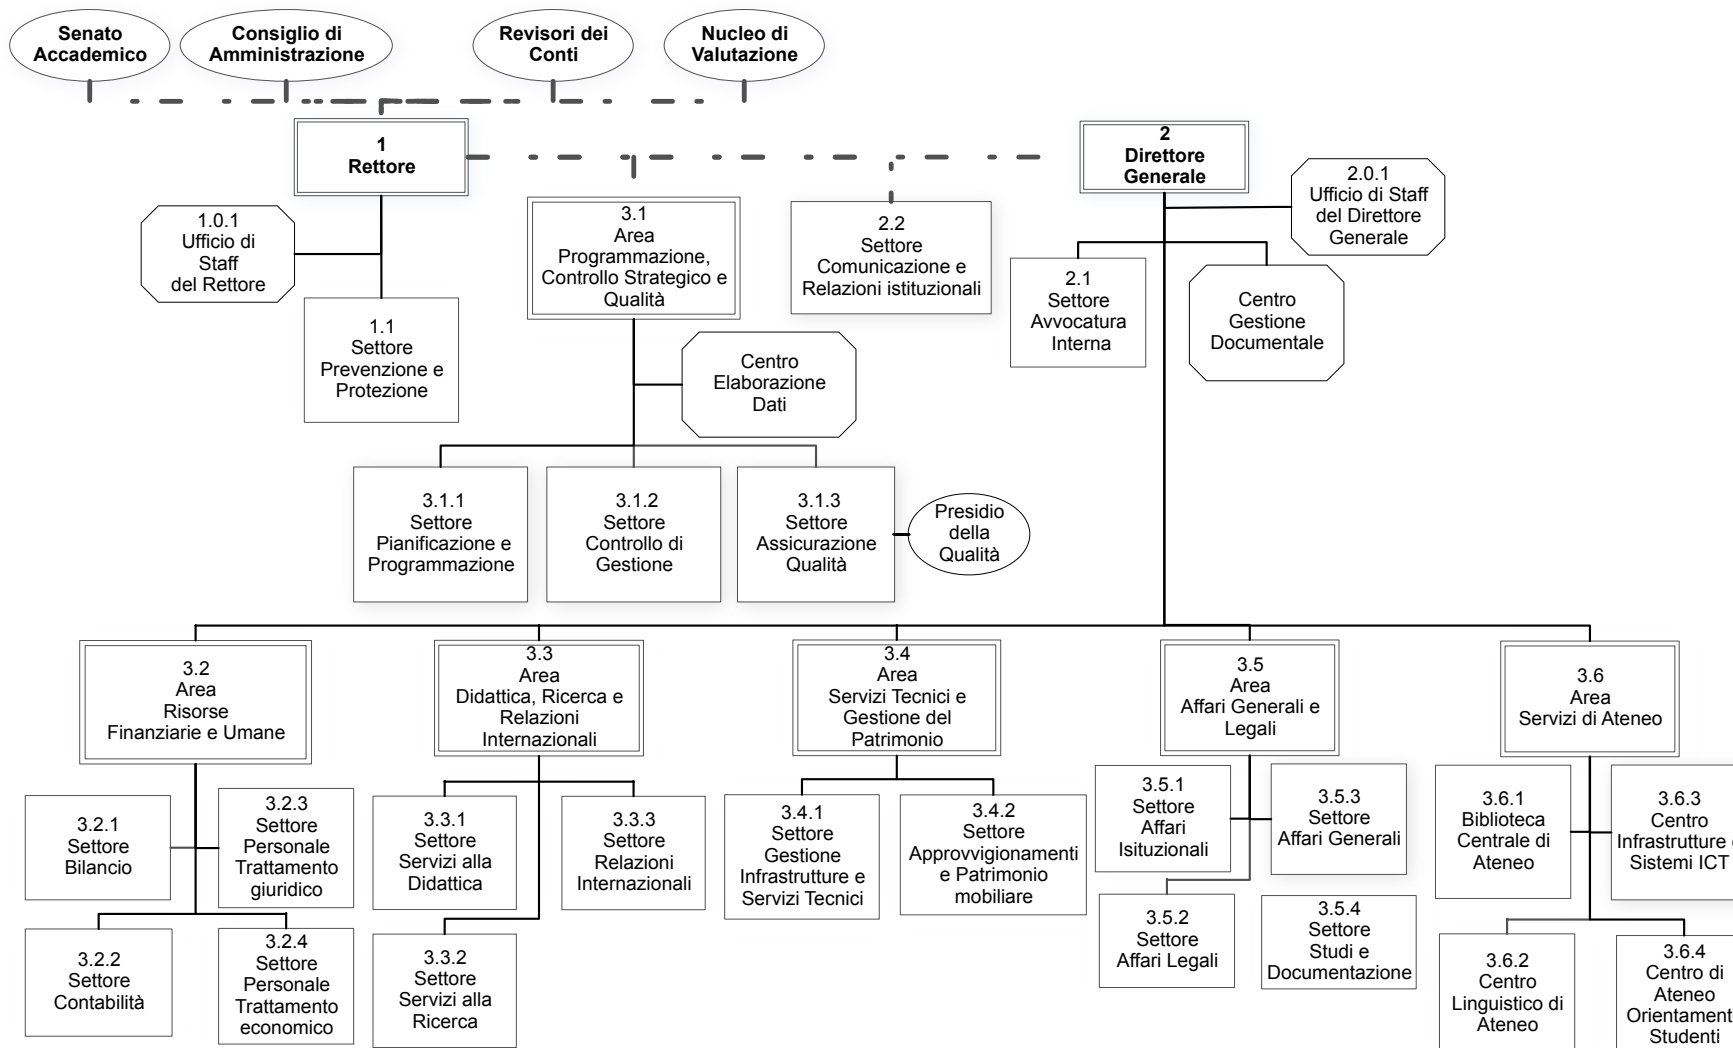 Senato
Accademico
Consiglio di
Amministrazione
Revisori dei
Conti
Nucleo di
Valutazione
1
Rettore
2
Direttore
Generale
1.0.1
Ufficio di
Staff
del Rettore
3.1
Area
Programmazione,
Controllo Strategico e
Qualità
2.2
Settore
Comunicazione e
Relazioni istituzionali
2.0.1
Ufficio di Staff
del Direttore
Generale
2.1
Settore
Avvocatura
Interna
Centro
Gestione
Documentale
1.1
Settore
Prevenzione e
Protezione
Centro
Elaborazione
Dati
3.1.1
Settore
Pianificazione e
Programmazione
3.1.2
Settore
Controllo di
Gestione
3.1.3
Settore
Assicurazione
Qualità
Presidio
della
Qualità
3.2
Area
Risorse
Finanziarie e Umane
3.3
Area
Didattica, Ricerca e
Relazioni
Internazionali
3.4
Area
Servizi Tecnici e
Gestione del
Patrimonio
3.5
Area
Affari Generali e
Legali
3.6
Area
Servizi di Ateneo
3.2.1
Settore
Bilancio
3.2.3
Settore
Personale
Trattamento
giuridico
3.3.1
Settore
Servizi alla
Didattica
3.3.3
Settore
Relazioni
Internazionali
3.4.1
Settore
Gestione
Infrastrutture e
Servizi Tecnici
3.4.2
Settore
Approvvigionamenti
e Patrimonio
mobiliare
3.5.1
Settore
Affari
Isituzionali
3.5.3
Settore
Affari Generali
3.6.1
Biblioteca
Centrale di
Ateneo
3.6.3
Centro
Infrastrutture
Sistemi ICT
3.2.2
Settore
Contabilità
3.2.4
Settore
Personale
Trattamento
economico
3.3.2
Settore
Servizi alla
Ricerca
3.5.2
Settore
Affari Legali
3.5.4
Settore
Studi e
Documentazione
3.6.2
Centro
Linguistico di
Ateneo
3.6.4
Centro di
Ateneo
Orientament
Studenti